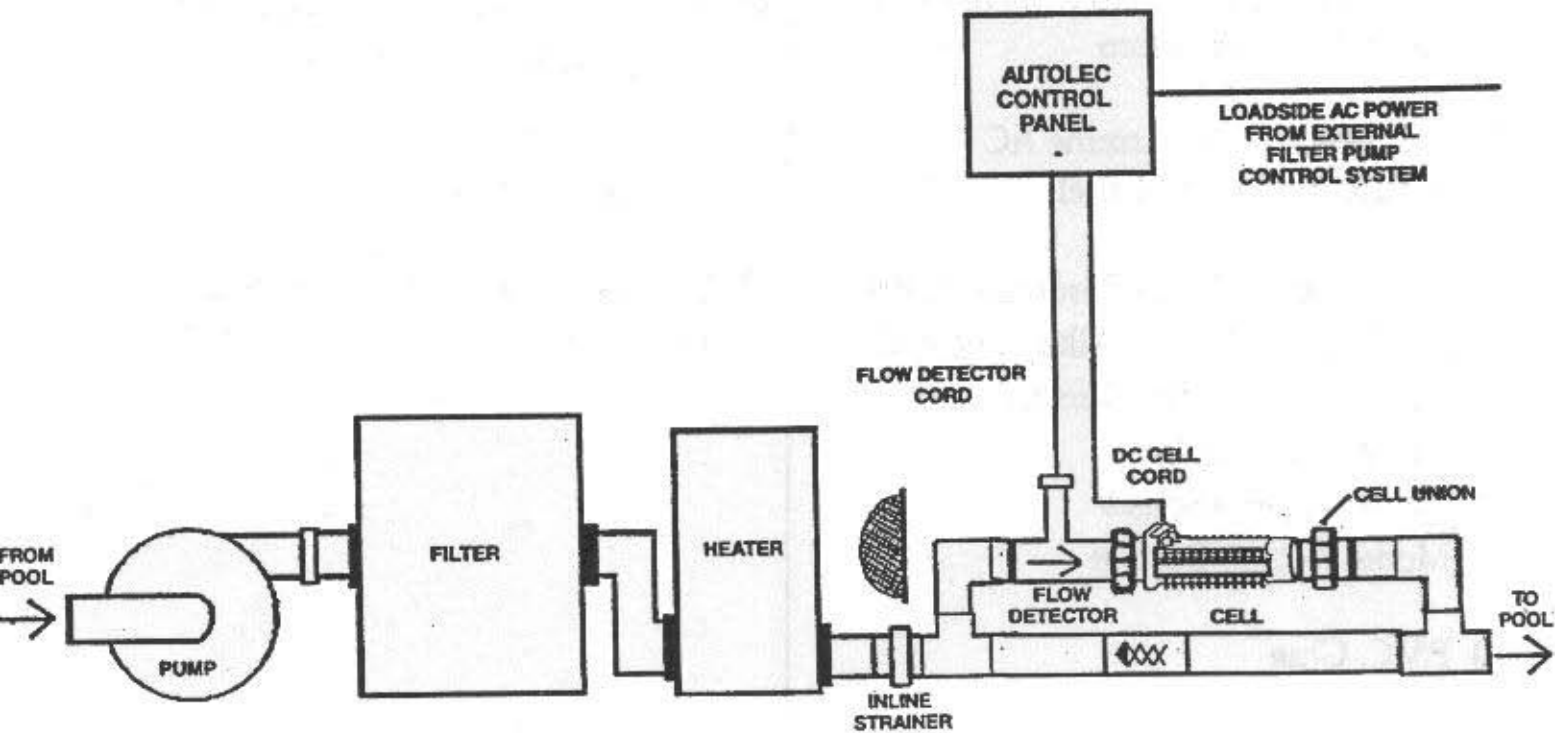 AUTOLEC
CONTROL
PANEL
LOADSIDE AC POWER
FROM EXTERNAL
FILTER PUMP
CONTROL SYSTEM
FLOW DETECTOR
CORD
DC CELL
CORD
CELL UNION
FROM
POOL
PUMP
FILTER
HEATER
INLINE
STRAINER
FLOW
DETECTOR
CELL
TO
POOL